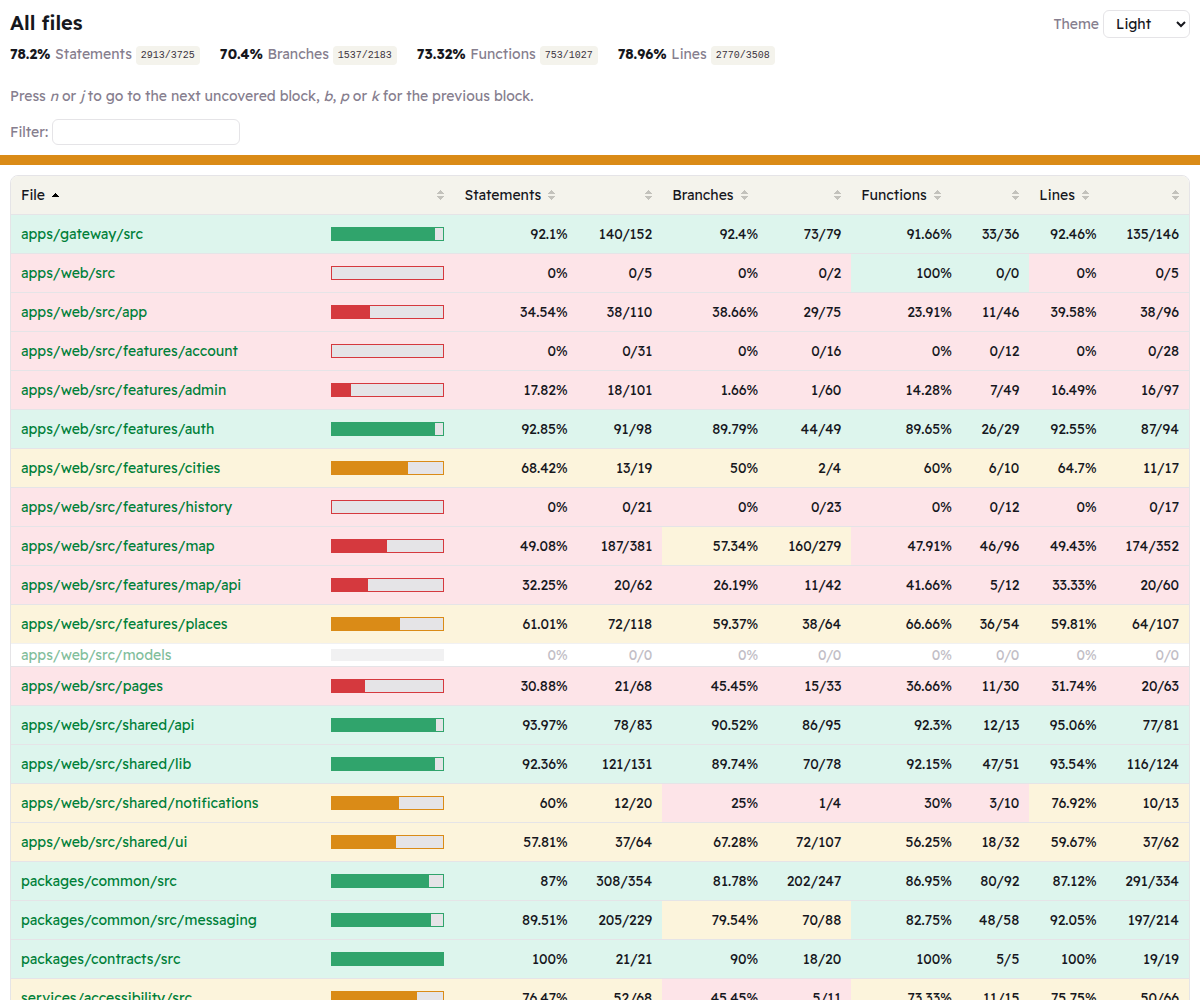 All files
Theme Light
78.2% Statements 2913/3725 70.4% Branches 1537/2183 73.32% Functions 753/1027 78.96% Lines 2770/3508
Press n or j to go to the next uncovered block, b, p or k for the previous block.
Filter:
File Statements Branches Functions Lines
apps/gateway/src 92.1% 140/152 92.4% 73/79 91.66% 33/36 92.46% 135/146
apps/web/src 0% 0/5 0% 0/2 100% 0/0 0% 0/5
apps/web/src/app 34.54% 38/110 38.66% 29/75 23.91% 11/46 39.58% 38/96
apps/web/src/features/account 0% 0/31 0% 0/16 0% 0/12 0% 0/28
apps/web/src/features/admin 17.82% 18/101 1.66% 1/60 14.28% 7/49 16.49% 16/97
apps/web/src/features/auth 92.85% 91/98 89.79% 44/49 89.65% 26/29 92.55% 87/94
apps/web/src/features/cities 68.42% 13/19 50% 2/4 60% 6/10 64.7% 11/17
apps/web/src/features/history 0% 0/21 0% 0/23 0% 0/12 0% 0/17
apps/web/src/features/map 49.08% 187/381 57.34% 160/279 47.91% 46/96 49.43% 174/352
apps/web/src/features/map/api 32.25% 20/62 26.19% 11/42 41.66% 5/12 33.33% 20/60
apps/web/src/features/places 61.01% 72/118 59.37% 38/64 66.66% 36/54 59.81% 64/107
apps/web/src/models 0% 0/0 0% 0/0 0% 0/0 0% 0/0
apps/web/src/pages 30.88% 21/68 45.45% 15/33 36.66% 11/30 31.74% 20/63
apps/web/src/shared/api 93.97% 78/83 90.52% 86/95 92.3% 12/13 95.06% 77/81
apps/web/src/shared/lib 92.36% 121/131 89.74% 70/78 92.15% 47/51 93.54% 116/124
apps/web/src/shared/notifications 60% 12/20 25% 1/4 30% 3/10 76.92% 10/13
apps/web/src/shared/ui 57.81% 37/64 67.28% 72/107 56.25% 18/32 59.67% 37/62
packages/common/src 87% 308/354 81.78% 202/247 86.95% 80/92 87.12% 291/334
packages/common/src/messaging 89.51% 205/229 79.54% 70/88 82.75% 48/58 92.05% 197/214
packages/contracts/src 100% 21/21 90% 18/20 100% 5/5 100% 19/19
services/accessibility/src 76.47% 52/68 45.45% 5/11 73.33% 11/15 75.75% 50/66